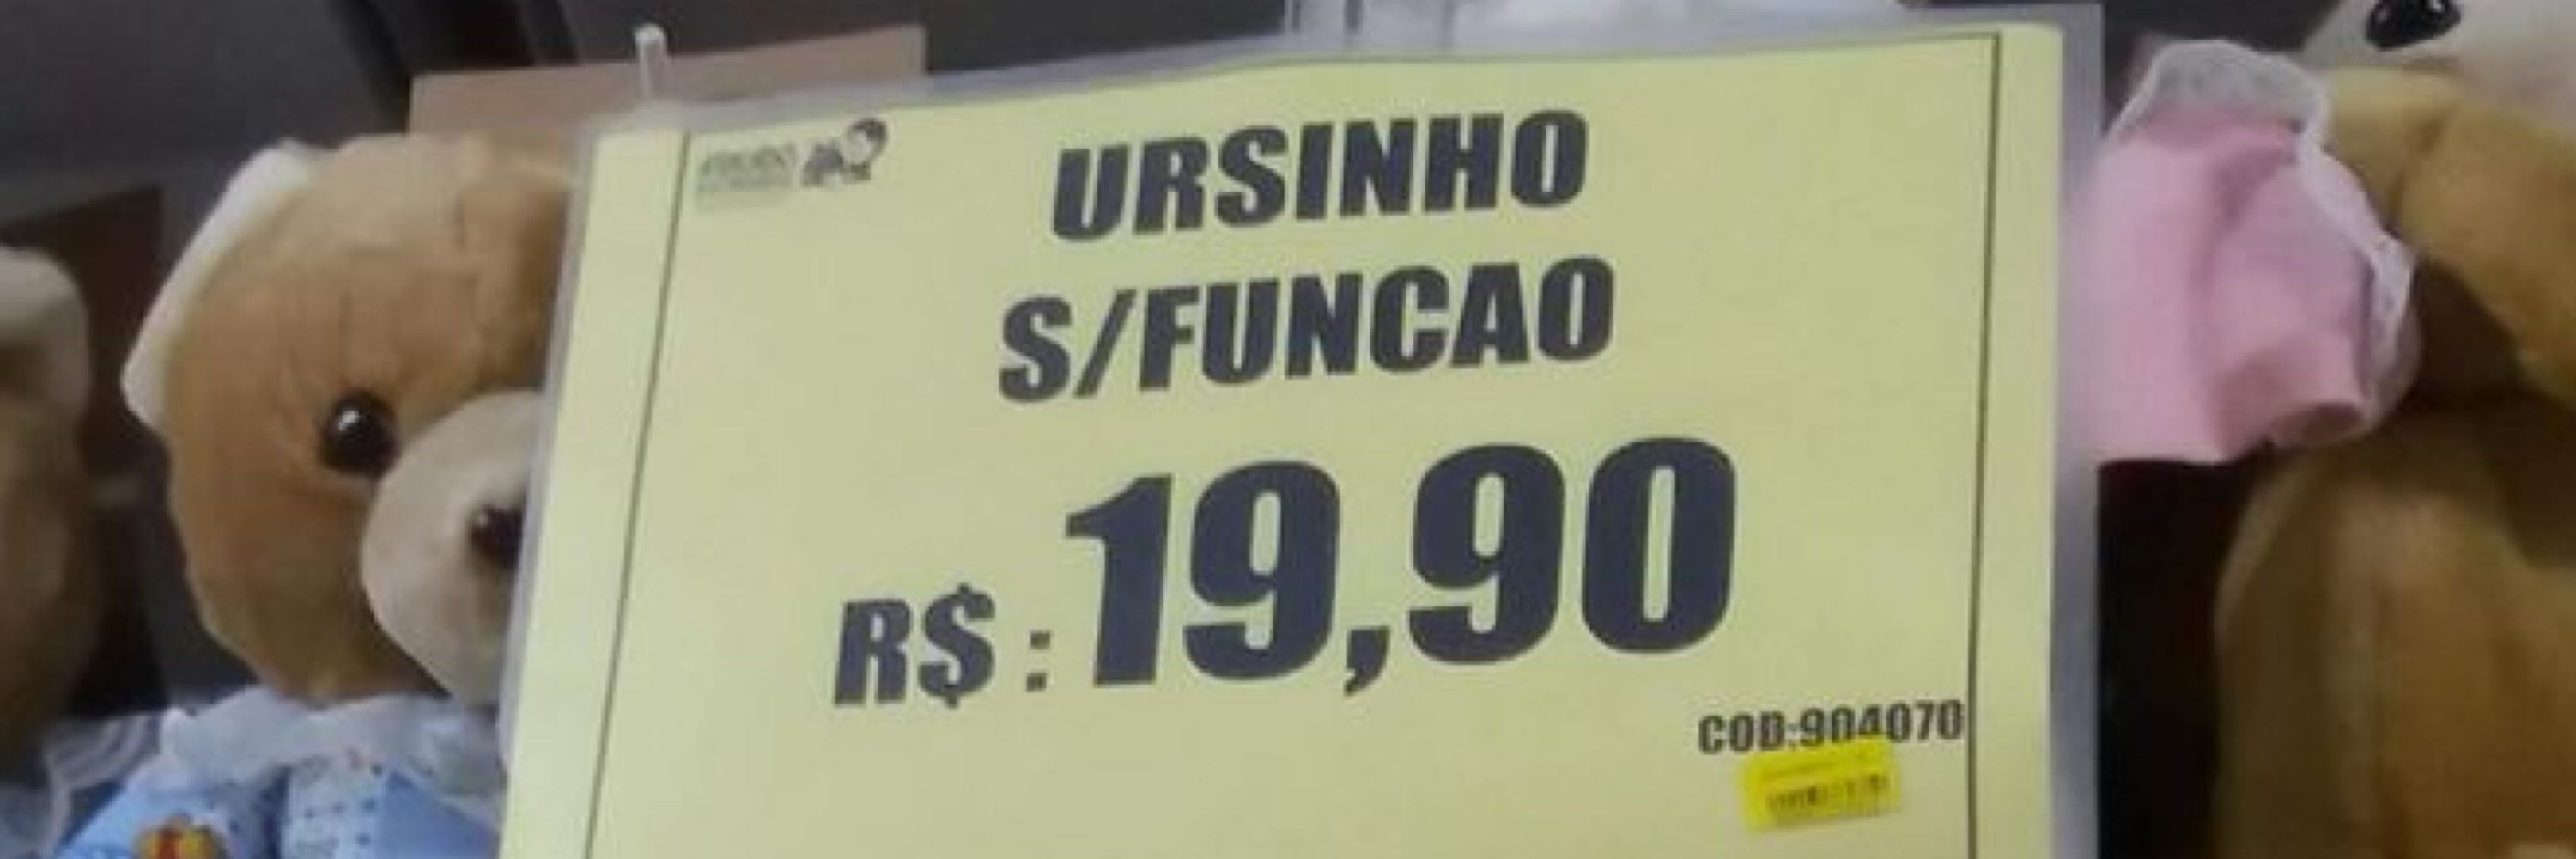 URSINHO
S/FUNCAO
R$:19,90
COD:904070